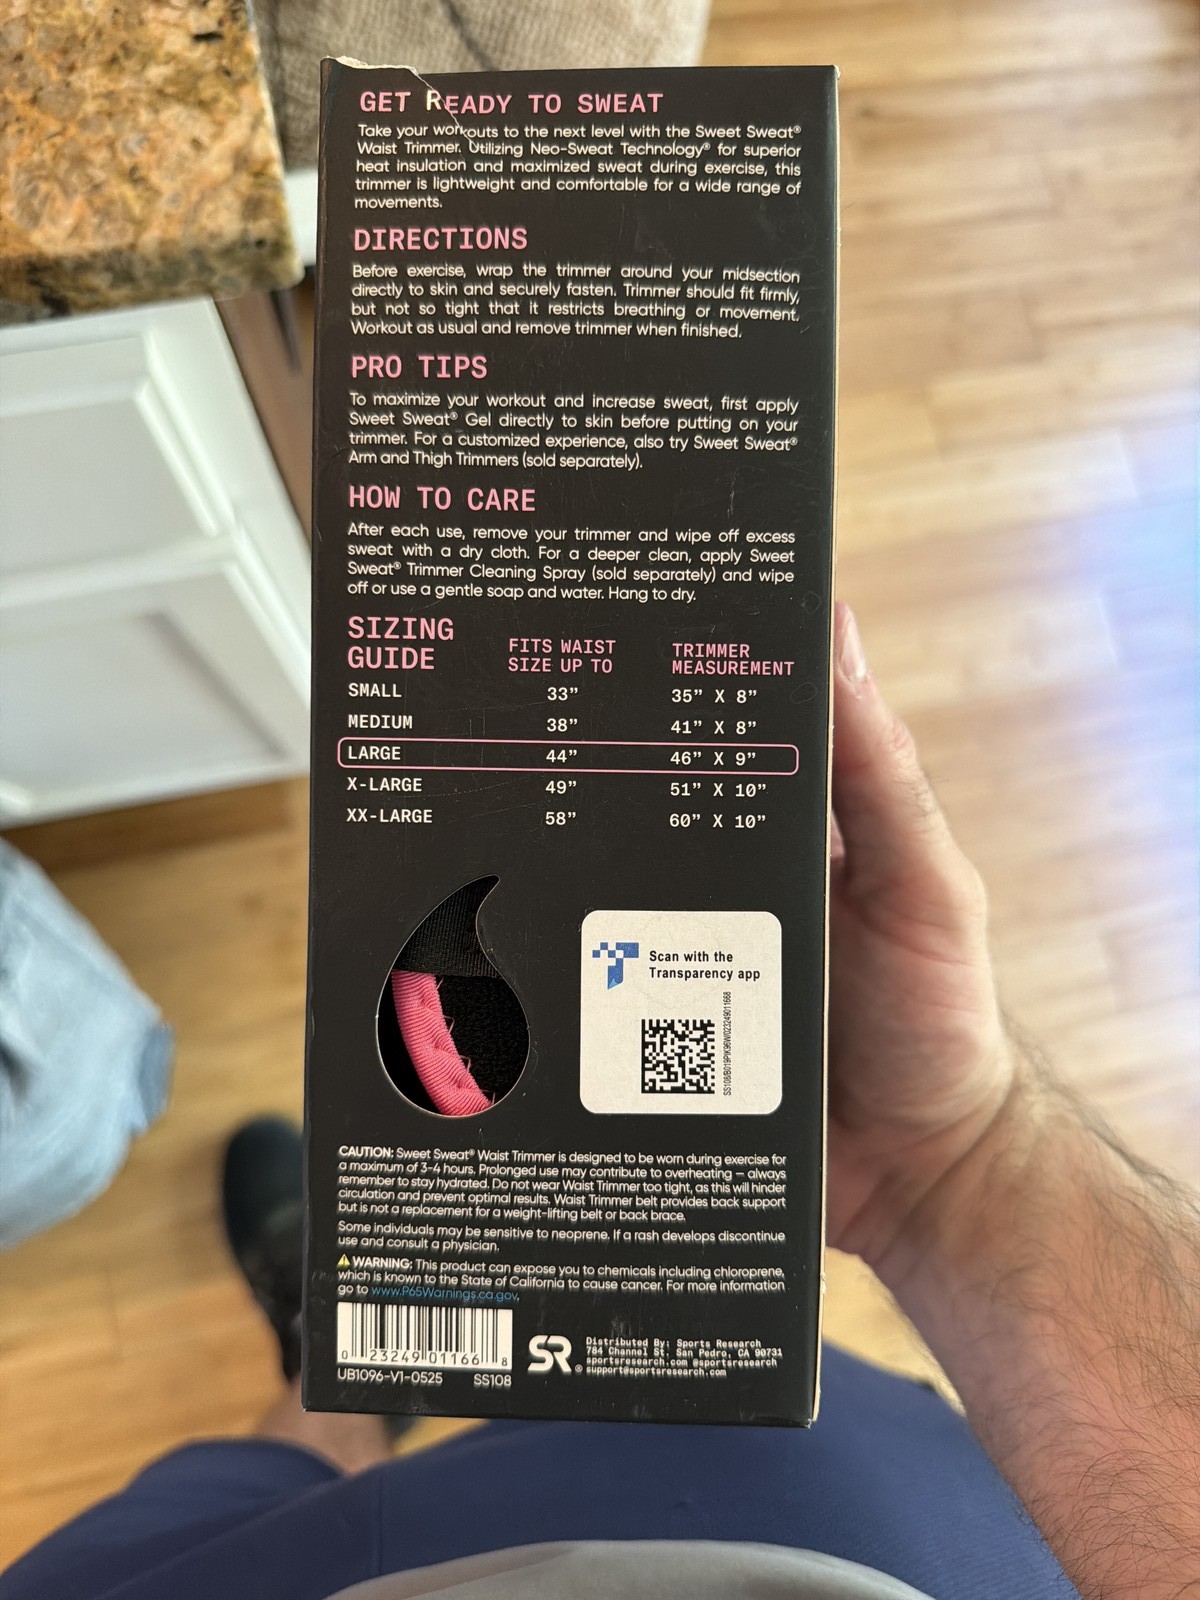 GET READY TO SWEAT
Take your workouts to the next level with the Sweet Sweat®
Waist Trimmer. Utilizing Neo-Sweat Technology® for superior
heat insulation and maximized sweat during exercise, this
trimmer is lightweight and comfortable for a wide range of
movements.
DIRECTIONS
Before exercise, wrap the trimmer around your midsection
directly to skin and securely fasten. Trimmer should fit firmly,
but not so tight that it restricts breathing or movement.
Workout as usual and remove trimmer when finished.
PRO TIPS
To maximize your workout and increase sweat, first apply
Sweet Sweat® Gel directly to skin before putting on your
trimmer. For a customized experience, also try Sweet Sweat®
Arm and Thigh Trimmers (sold separately).
HOW TO CARE
After each use, remove your trimmer and wipe off excess
sweat with a dry cloth. For a deeper clean, apply Sweet
Sweat® Trimmer Cleaning Spray (sold separately) and wipe
off or use a gentle soap and water. Hang to dry.
SIZING GUIDE FITS WAIST SIZE UP TO TRIMMER MEASUREMENT
SMALL 33” 35” X 8”
MEDIUM 38” 41” X 8”
LARGE 44” 46” X 9”
X-LARGE 49” 51” X 10”
XX-LARGE 58” 60” X 10”
Scan with the
Transparency app
CAUTION: Sweet Sweat® Waist Trimmer is designed to be worn during exercise for
a maximum of 3-4 hours. Prolonged use may contribute to overheating – always
remember to stay hydrated. Do not wear Waist Trimmer too tight, as this will hinder
circulation and prevent optimal results. Waist Trimmer belt provides back support
but is not a replacement for a weight-lifting belt or back brace.
Some individuals may be sensitive to neoprene. If a rash develops discontinue
use and consult a physician.
⚠ WARNING: This product can expose you to chemicals including chloroprene,
which is known to the State of California to cause cancer. For more information
go to www.P65Warnings.ca.gov.
0 23249 01166 8
UB1096-V1-0525 SS108
SR®
Distributed By: Sports Research
784 Channel St. San Pedro, CA 90731
sportsresearch.com @sportsresearch
support@sportsresearch.com